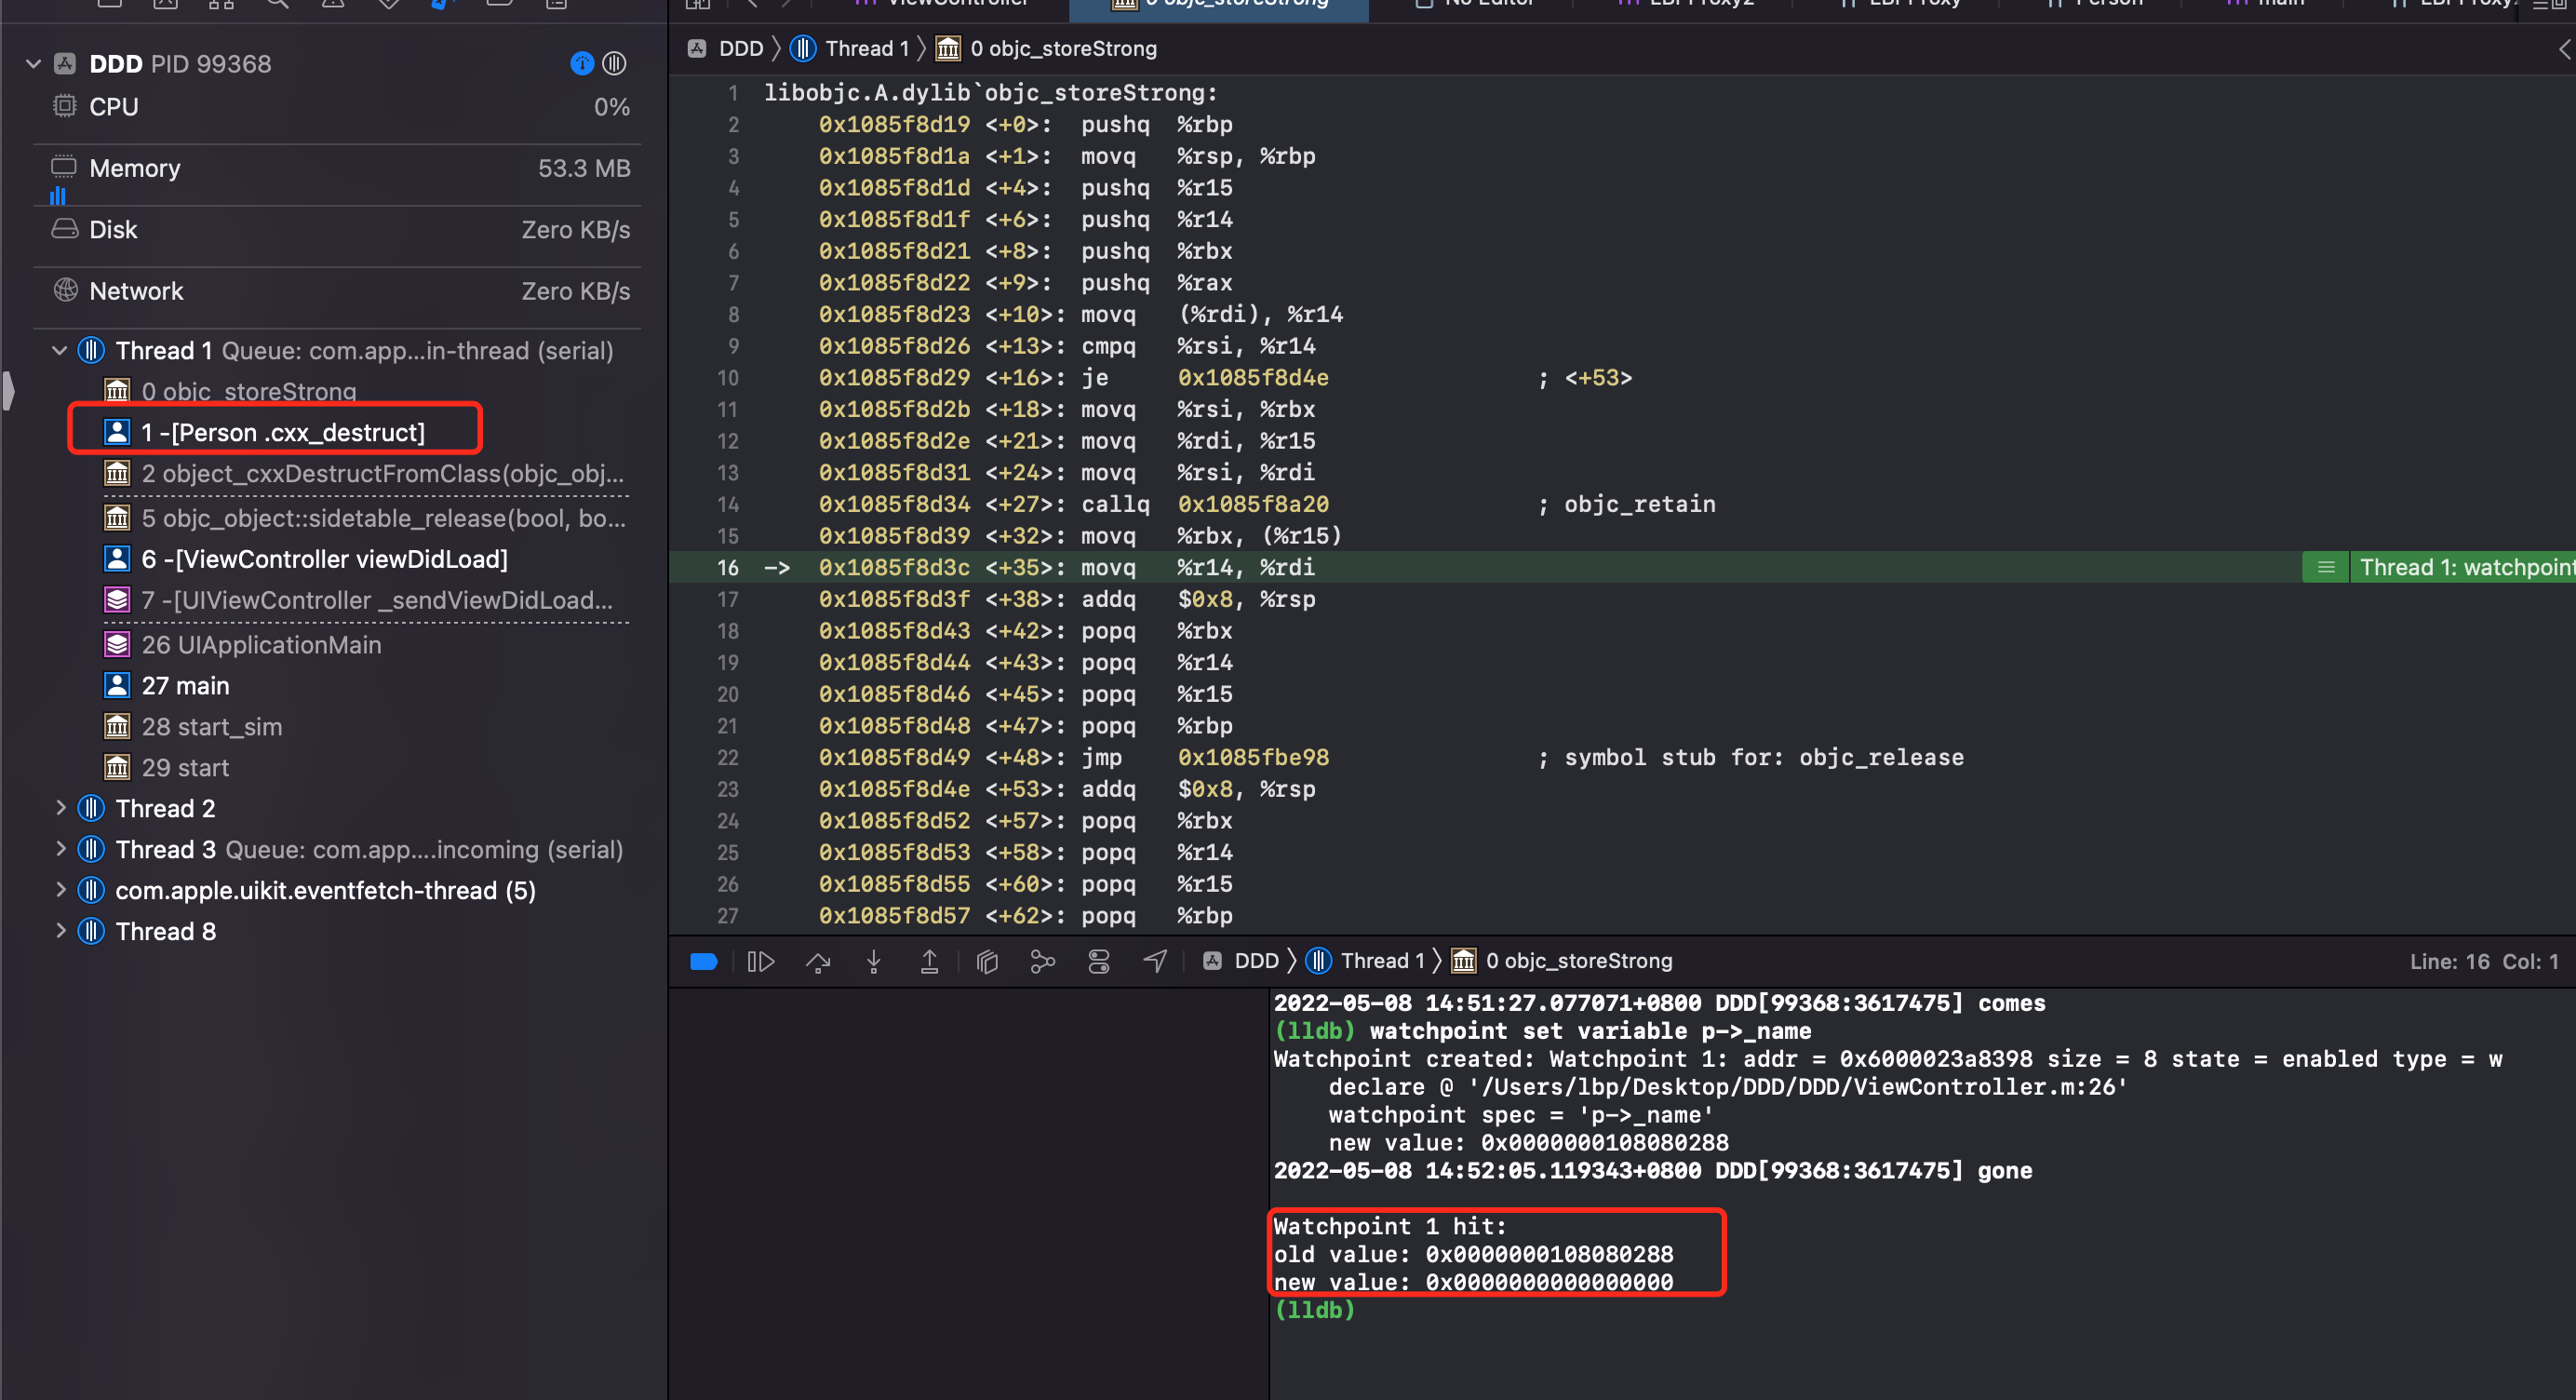 ViewController
0 objc_storeStrong
No Editor
main
Person
DDD PID 99368
CPU 0%
Memory 53.3 MB
Disk Zero KB/s
Network Zero KB/s
Thread 1 Queue: com.app...in-thread (serial)
0 objc_storeStrong
1 -[Person .cxx_destruct]
2 object_cxxDestructFromClass(objc_obj...
5 objc_object::sidetable_release(bool, bo...
6 -[ViewController viewDidLoad]
7 -[UIViewController _sendViewDidLoad...
26 UIApplicationMain
27 main
28 start_sim
29 start
Thread 2
Thread 3 Queue: com.app....incoming (serial)
com.apple.uikit.eventfetch-thread (5)
Thread 8
DDD 〉 Thread 1 〉 0 objc_storeStrong
1 libobjc.A.dylib`objc_storeStrong:
2 0x1085f8d19 <+0>: pushq %rbp
3 0x1085f8d1a <+1>: movq %rsp, %rbp
4 0x1085f8d1d <+4>: pushq %r15
5 0x1085f8d1f <+6>: pushq %r14
6 0x1085f8d21 <+8>: pushq %rbx
7 0x1085f8d22 <+9>: pushq %rax
8 0x1085f8d23 <+10>: movq (%rdi), %r14
9 0x1085f8d26 <+13>: cmpq %rsi, %r14
10 0x1085f8d29 <+16>: je 0x1085f8d4e ; <+53>
11 0x1085f8d2b <+18>: movq %rsi, %rbx
12 0x1085f8d2e <+21>: movq %rdi, %r15
13 0x1085f8d31 <+24>: movq %rsi, %rdi
14 0x1085f8d34 <+27>: callq 0x1085f8a20 ; objc_retain
15 0x1085f8d39 <+32>: movq %rbx, (%r15)
16 -> 0x1085f8d3c <+35>: movq %r14, %rdi Thread 1: watchpoint
17 0x1085f8d3f <+38>: addq $0x8, %rsp
18 0x1085f8d43 <+42>: popq %rbx
19 0x1085f8d44 <+43>: popq %r14
20 0x1085f8d46 <+45>: popq %r15
21 0x1085f8d48 <+47>: popq %rbp
22 0x1085f8d49 <+48>: jmp 0x1085fbe98 ; symbol stub for: objc_release
23 0x1085f8d4e <+53>: addq $0x8, %rsp
24 0x1085f8d52 <+57>: popq %rbx
25 0x1085f8d53 <+58>: popq %r14
26 0x1085f8d55 <+60>: popq %r15
27 0x1085f8d57 <+62>: popq %rbp
DDD 〉 Thread 1 〉 0 objc_storeStrong Line: 16 Col: 1
2022-05-08 14:51:27.077071+0800 DDD[99368:3617475] comes
(lldb) watchpoint set variable p->_name
Watchpoint created: Watchpoint 1: addr = 0x6000023a8398 size = 8 state = enabled type = w
declare @ '/Users/lbp/Desktop/DDD/DDD/ViewController.m:26'
watchpoint spec = 'p->_name'
new value: 0x0000000108080288
2022-05-08 14:52:05.119343+0800 DDD[99368:3617475] gone
Watchpoint 1 hit:
old value: 0x0000000108080288
new value: 0x0000000000000000
(lldb)